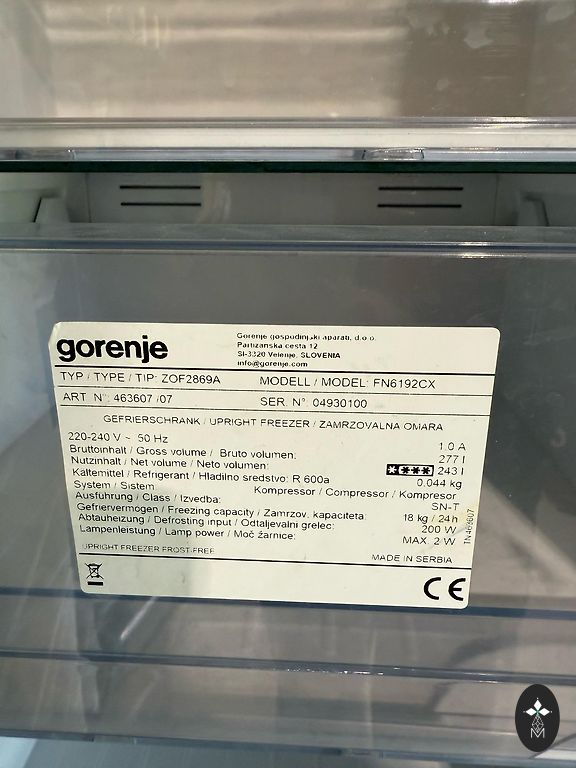 gorenje
Gorenje gospodinjski aparati, d.o.o.
Partizanska cesta 12
SI-3320 Velenje, SLOVENIA
info@gorenje.com
TYP / TYPE / TIP: ZOF2869A MODELL / MODEL: FN6192CX
ART. N°: 463607 /07 SER. N°: 04930100
GEFRIERSCHRANK / UPRIGHT FREEZER / ZAMRZOVALNA OMARA
220-240 V ~ 50 Hz 1.0 A
Bruttoinhalt / Gross volume / Bruto volumen: 277 l
Nutzinhalt / Net volume / Neto volumen: 243 l
Kaltemittel / Refrigerant / Hladilno sredstvo: R 600a 0.044 kg
System / Sistem: Kompressor / Compressor / Kompresor
Ausführung / Class / Izvedba: SN-T
Gefriervermogen / Freezing capacity / Zamrzov. kapaciteta: 18 kg / 24h
Abtauheizung / Defrosting input / Odtaljevalni grelec: 200 W
Lampenleistung / Lamp power / Moč žarnice: MAX. 2 W
UPRIGHT FREEZER FROST-FREE MADE IN SERBIA
TN463607
CE
M